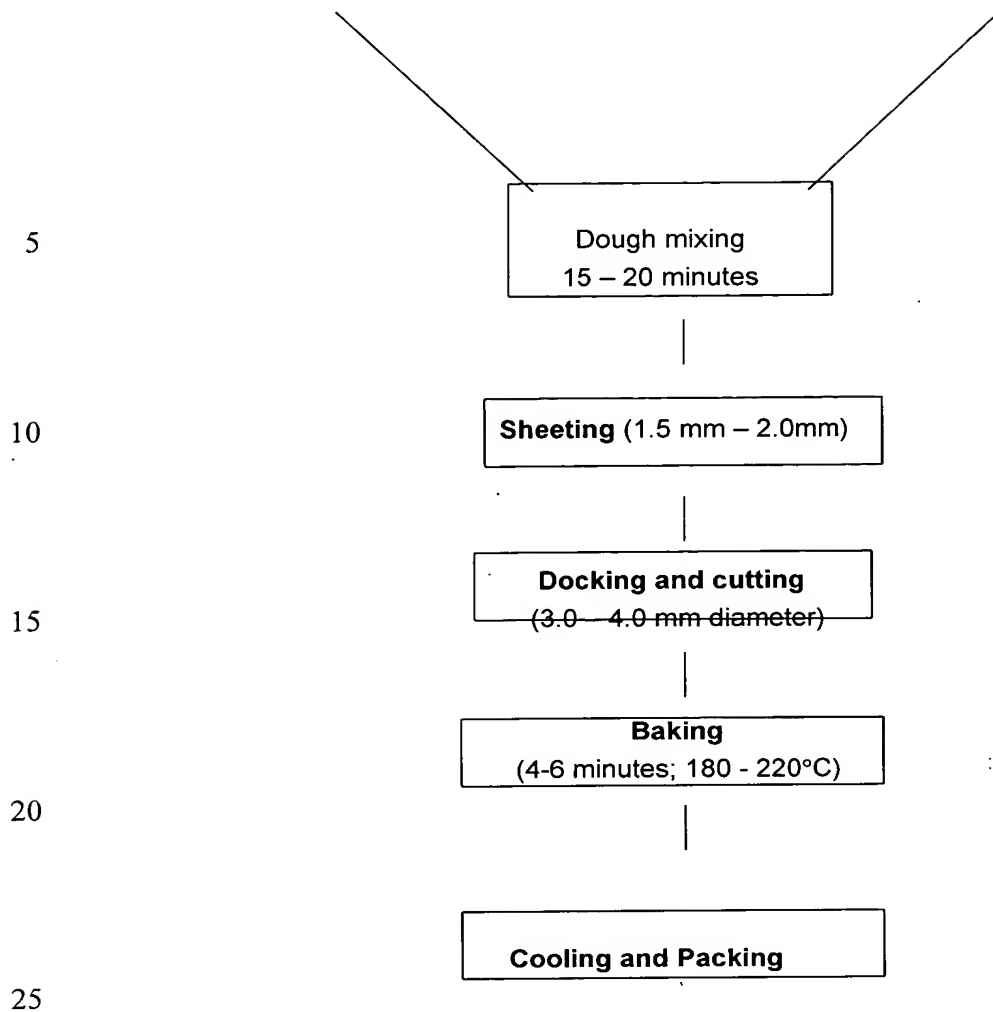 5
Dough mixing
15 – 20 minutes
10
Sheeting (1.5 mm – 2.0mm)
Docking and cutting
15
(3.0 – 4.0 mm diameter)
Baking
(4-6 minutes; 180 - 220°C)
20
Cooling and Packing
25